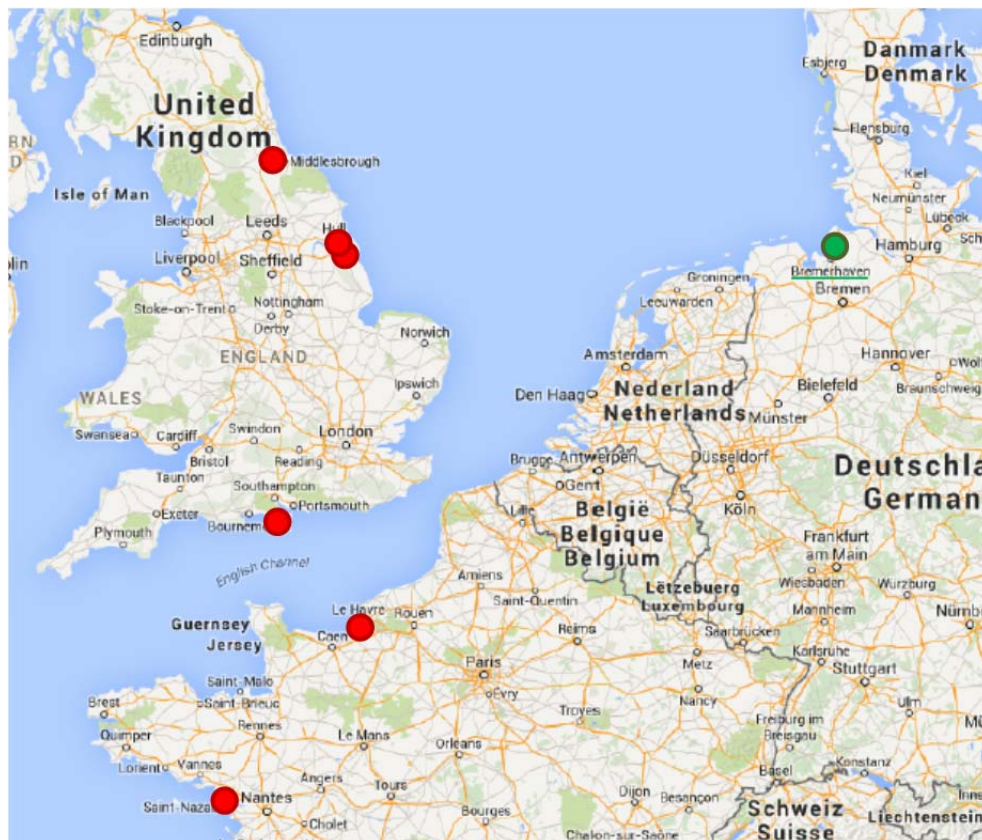 Edinburgh
Danmark
Denmark
Esbjerg
United
Kingdom
Flensburg
Middlesbrough
Kiel
Isle of Man
Neumünster
Lübeck
Blackpool
Leeds
Hull
Hamburg
Liverpool
Sheffield
Bremerhaven
Groningen
Leeuwarden
Bremen
Stoke-on-Trent
Nottingham
Derby
Norwich
ENGLAND
Amsterdam
Hannover
Ipswich
Den Haag
Nederland
Netherlands
Bielefeld
Braunschweig
WALES
Münster
Swansea
Cardiff
Swindon
London
Bristol
Reading
Brugge
Antwerpen
Düsseldorf
Taunton
Southampton
Gent
Portsmouth
Exeter
België
Belgique
Belgium
Köln
Plymouth
Lille
Frankfurt
am Main
English Channel
Amiens
Saint-Quentin
Lëtzebuerg
Luxembourg
Wiesbaden
Wurzburg
Le Havre
Rouen
Mannheim
Guernsey
Jersey
Caen
Reims
Saarbrücken
Karlsruhe
Paris
Metz
Stuttgart
Saint-Malo
Evry
Nancy
Brest
Saint-Brieuc
Ulm
Rennes
Troyes
Quimper
Le Mans
Orleans
Freiburg im
Breisgau
Lorient
Vannes
Angers
Tours
Basel
Konstanz
Nantes
Dijon
Besançon
Cholet
Bourges
Schweiz
Suisse
Liechtenstein
Chalon-sur-Saône